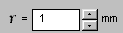 r = 1 mm